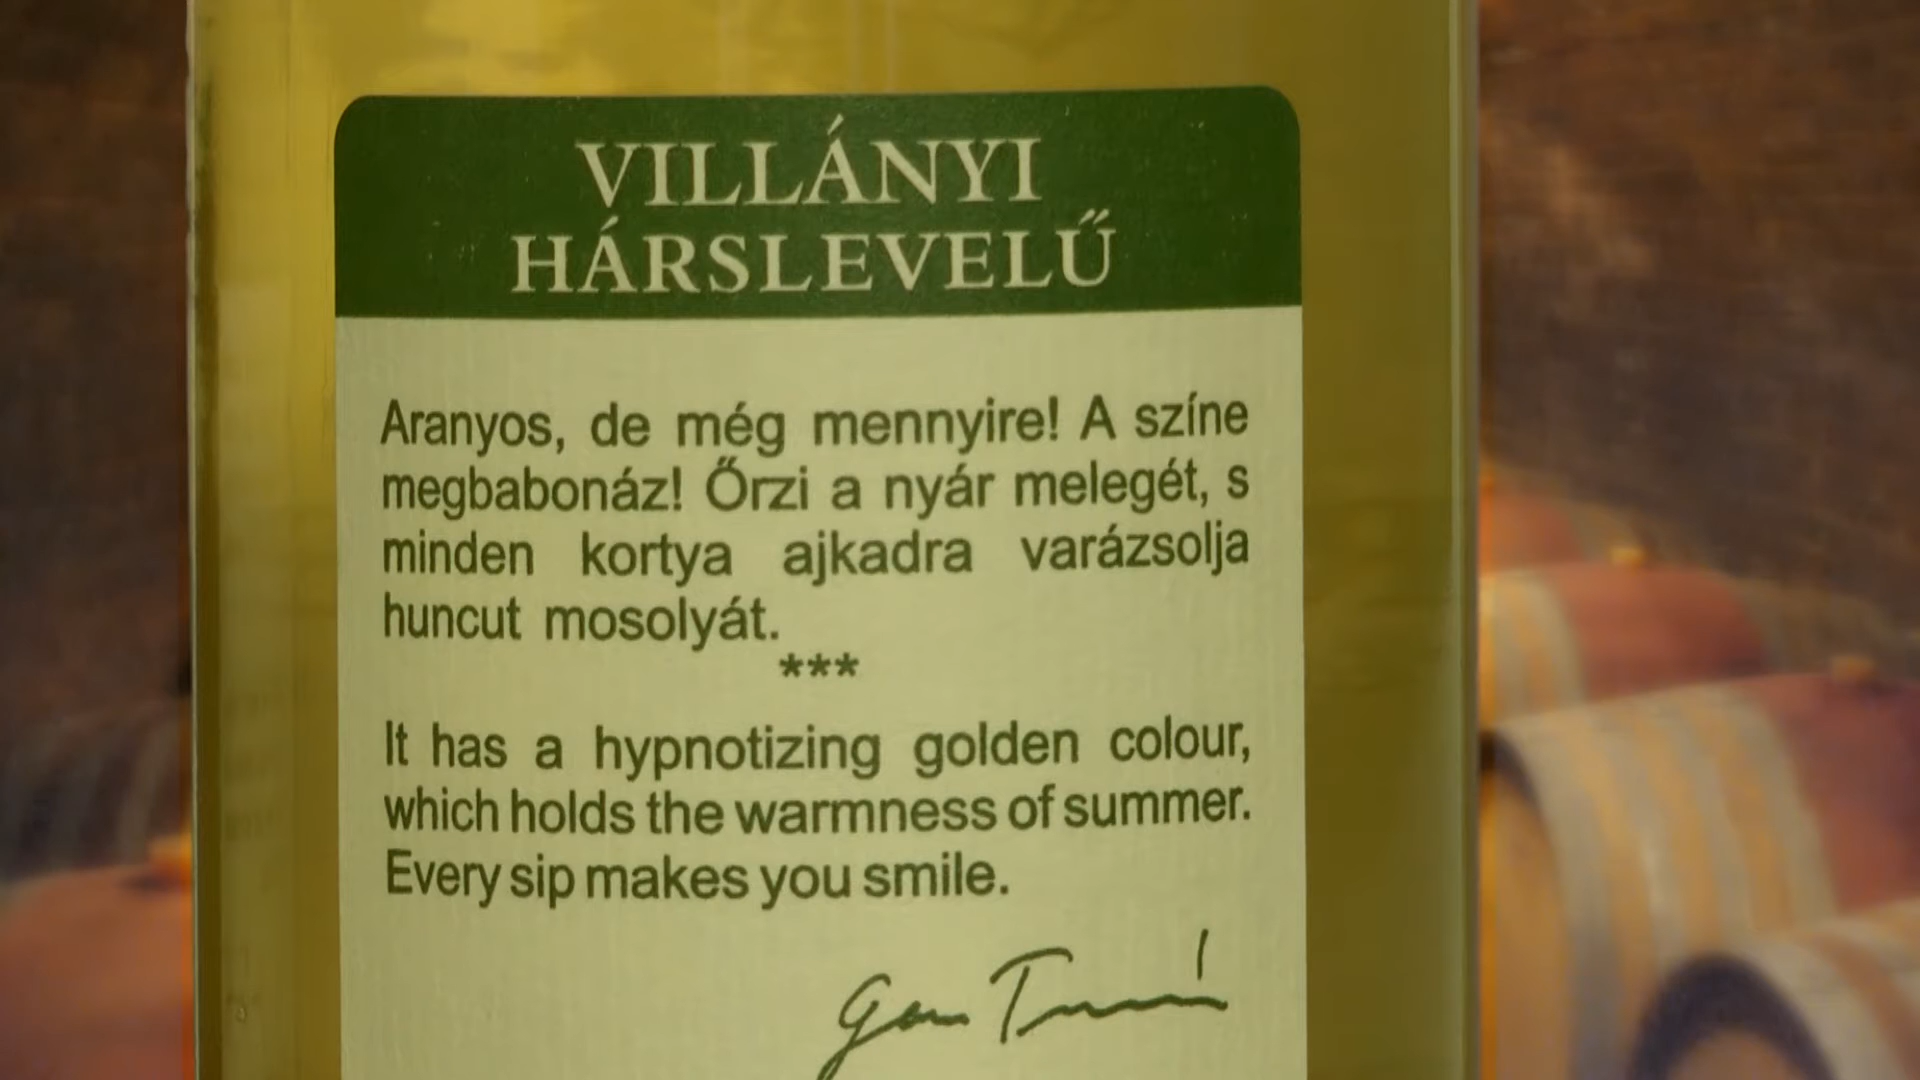 VILLÁNYI
HÁRSLEVELŰ
Aranyos, de még mennyire! A színe
megbabonáz! Őrzi a nyár melegét, s
minden kortya ajkadra varázsolja
huncut mosolyát.
***
It has a hypnotizing golden colour,
which holds the warmness of summer.
Every sip makes you smile.